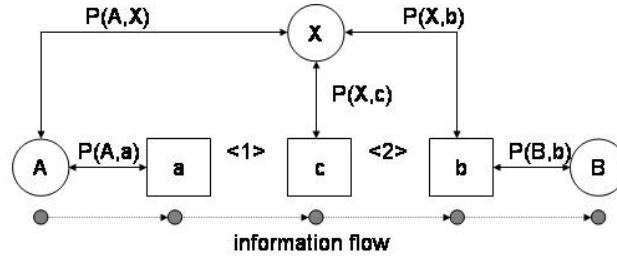 P(A,X)
X
P(X,b)
P(X,c)
A
P(A,a)
a
<1>
c
<2>
b
P(B,b)
B
information flow